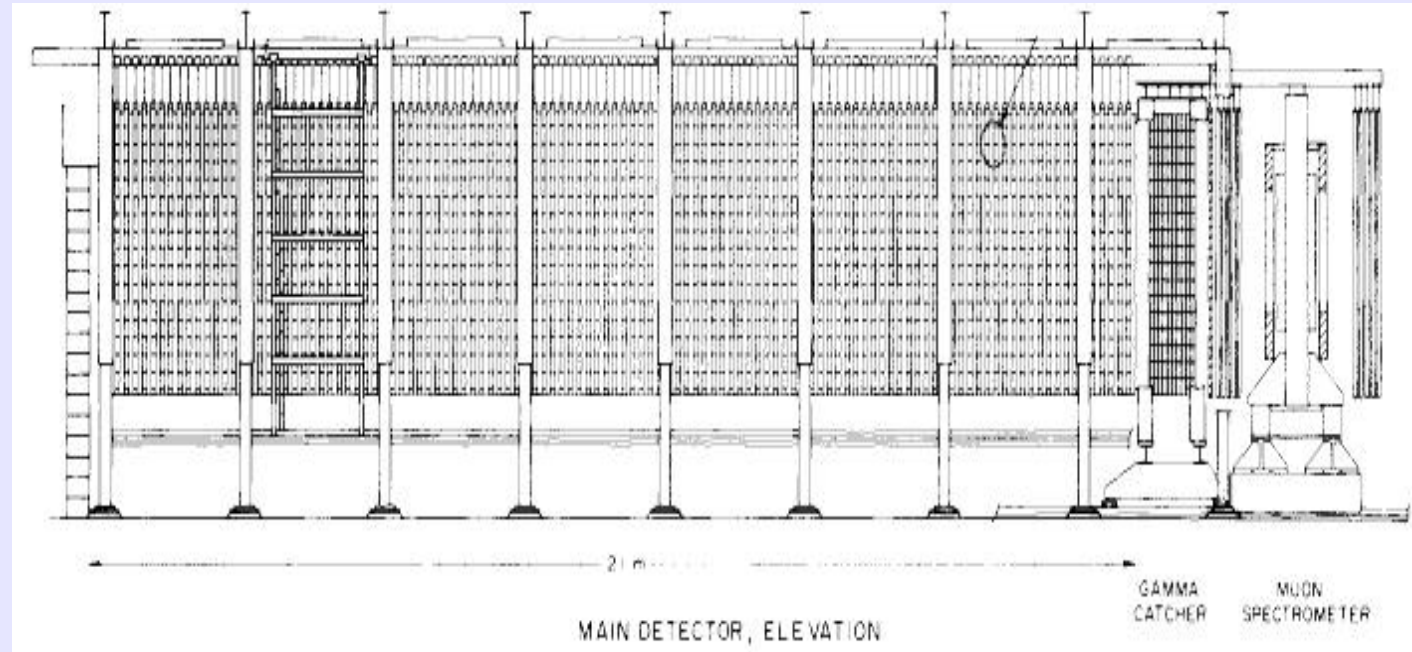 21 m
GAMMA
CATCHER
MUON
SPECTROMETER
MAIN DETECTOR, ELEVATION